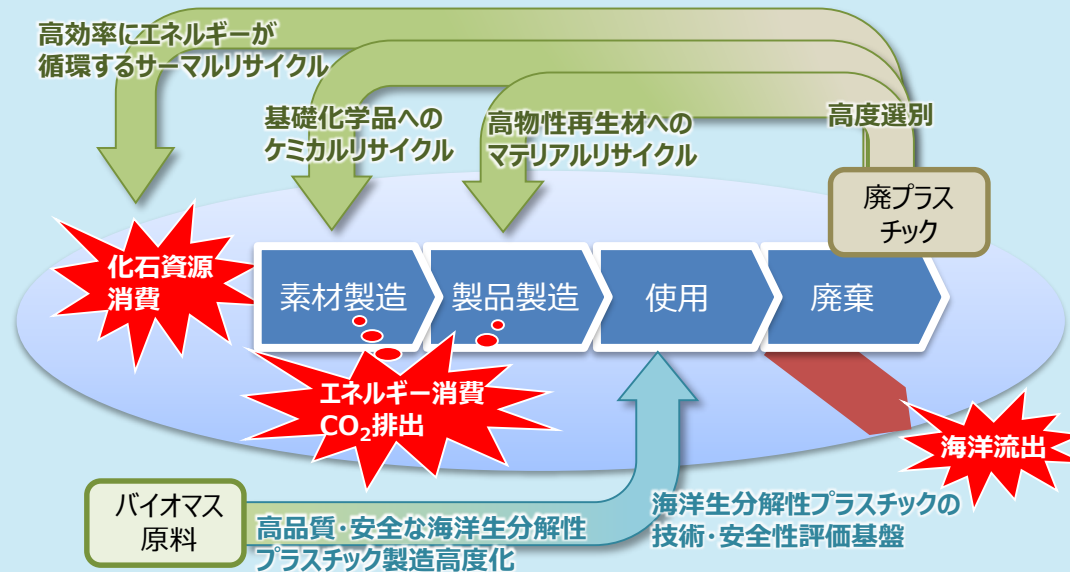 高効率にエネルギーが
循環するサーマルリサイクル
基礎化学品への
ケミカルリサイクル
高物性再生材への
マテリアルリサイクル
高度選別
廃プラス
チック
化石資源
消費
素材製造
製品製造
使用
廃棄
エネルギー消費
CO₂排出
海洋流出
バイオマス
原料
高品質・安全な海洋生分解性
プラスチック製造高度化
海洋生分解性プラスチックの
技術・安全性評価基盤